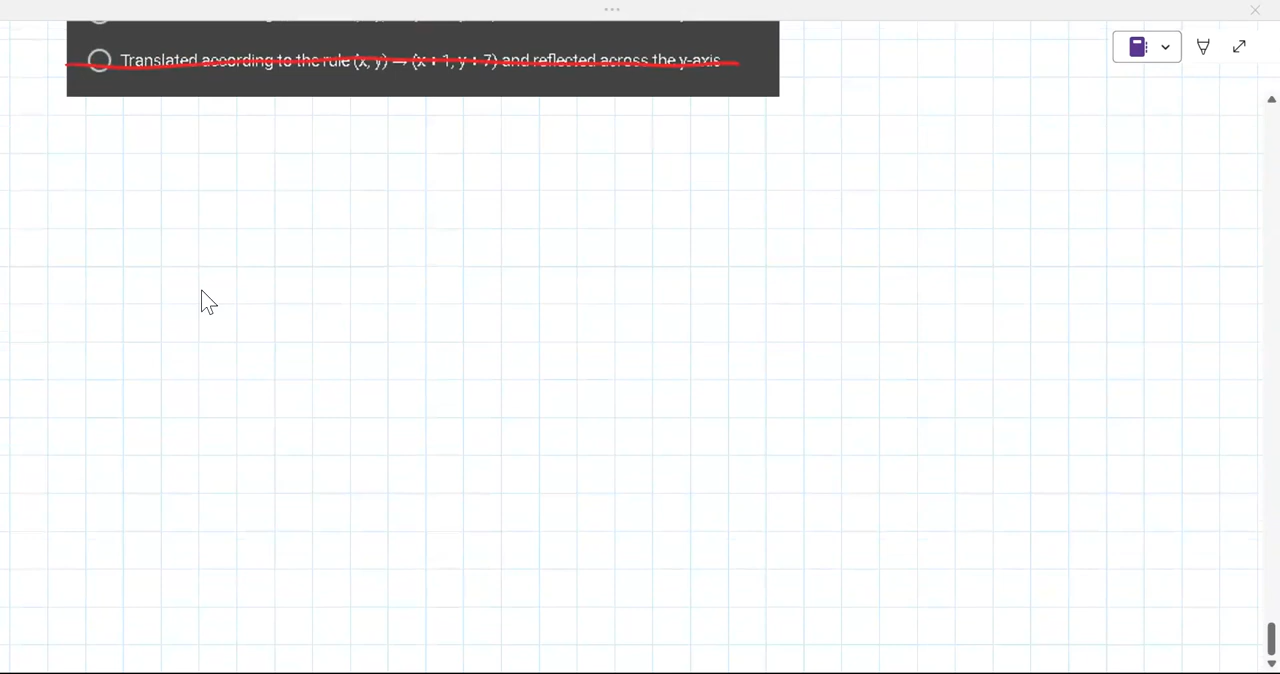 Translated according to the rule (x, y) → (x + 1, y + 7) and reflected across the y-axis